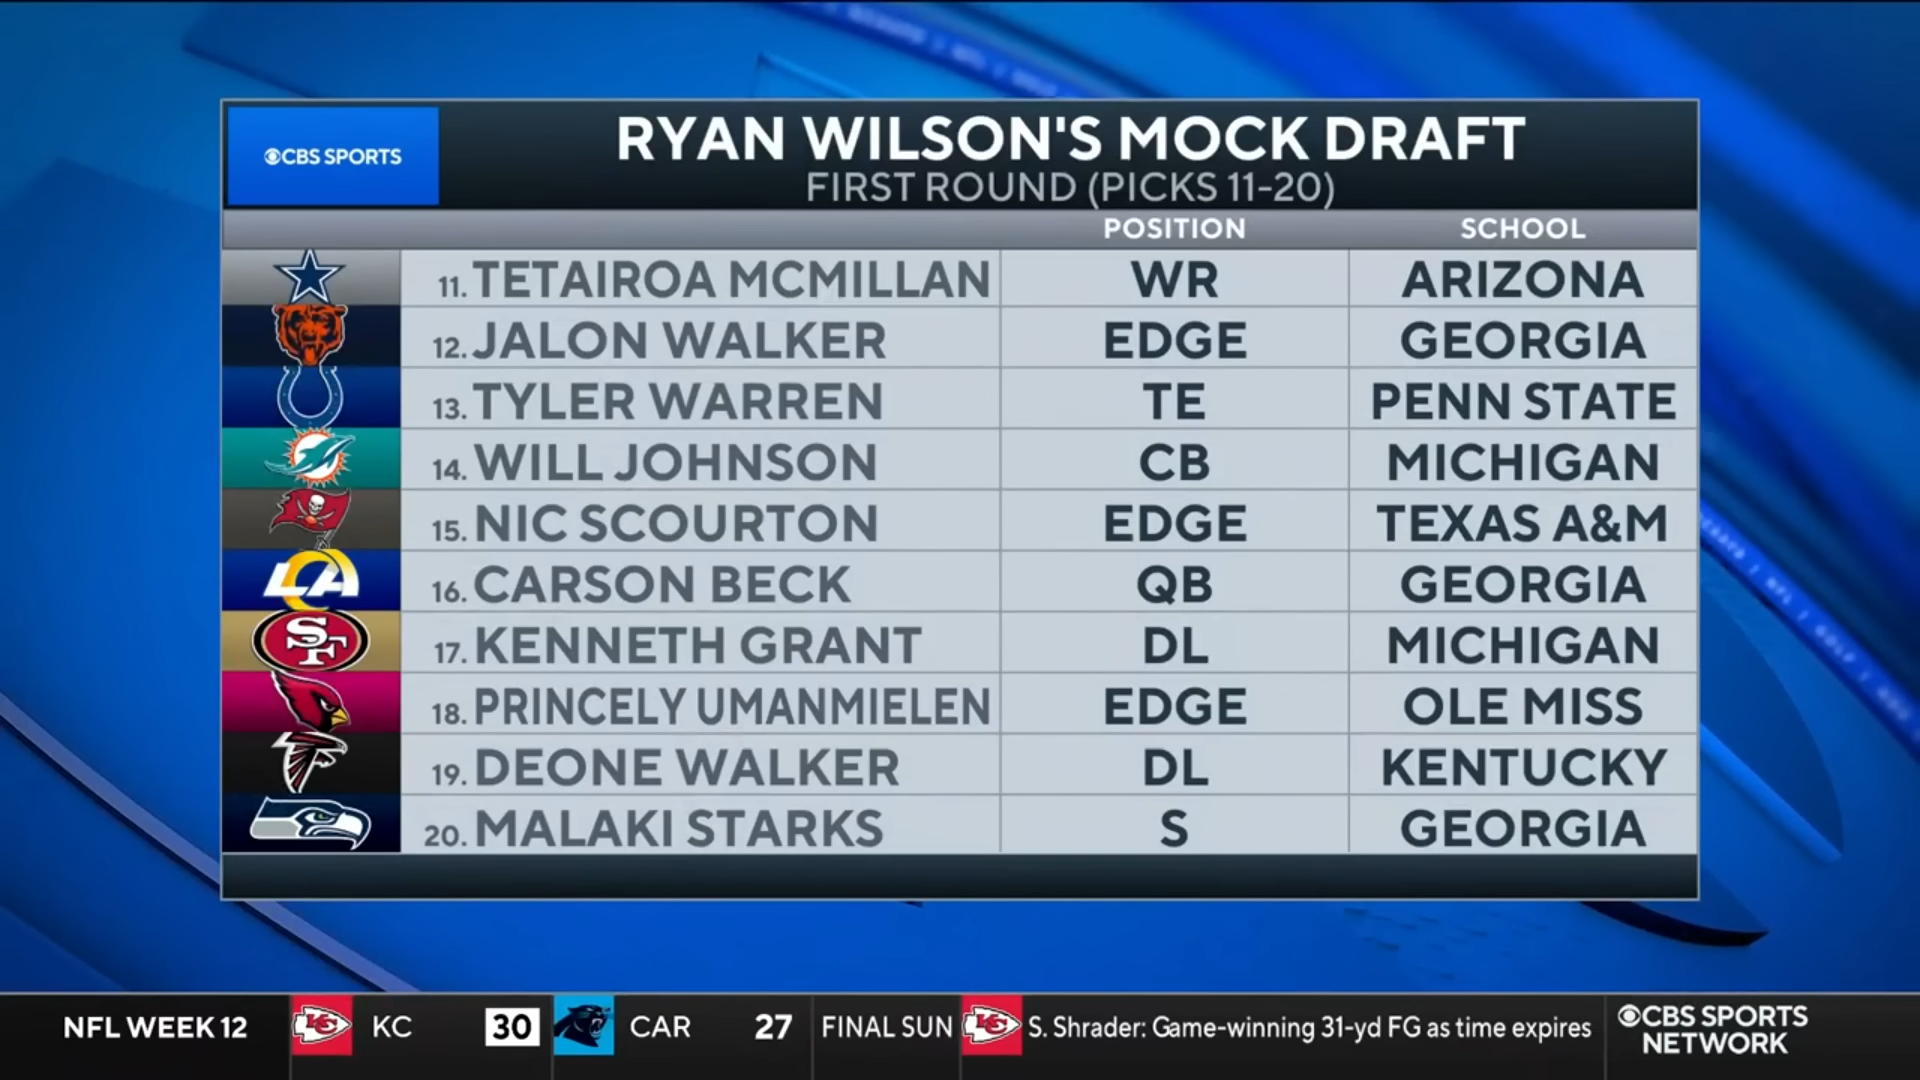 CBS SPORTS
RYAN WILSON'S MOCK DRAFT
FIRST ROUND (PICKS 11-20)
POSITION SCHOOL
11. TETAIROA MCMILLAN WR ARIZONA
12. JALON WALKER EDGE GEORGIA
13. TYLER WARREN TE PENN STATE
14. WILL JOHNSON CB MICHIGAN
15. NIC SCOURTON EDGE TEXAS A&M
LA
16. CARSON BECK QB GEORGIA
SF
17. KENNETH GRANT DL MICHIGAN
18. PRINCELY UMANMIELEN EDGE OLE MISS
19. DEONE WALKER DL KENTUCKY
20. MALAKI STARKS S GEORGIA
NFL WEEK 12 KC KC 30 CAR 27 FINAL SUN KC S. Shrader: Game-winning 31-yd FG as time expires
CBS SPORTS
NETWORK